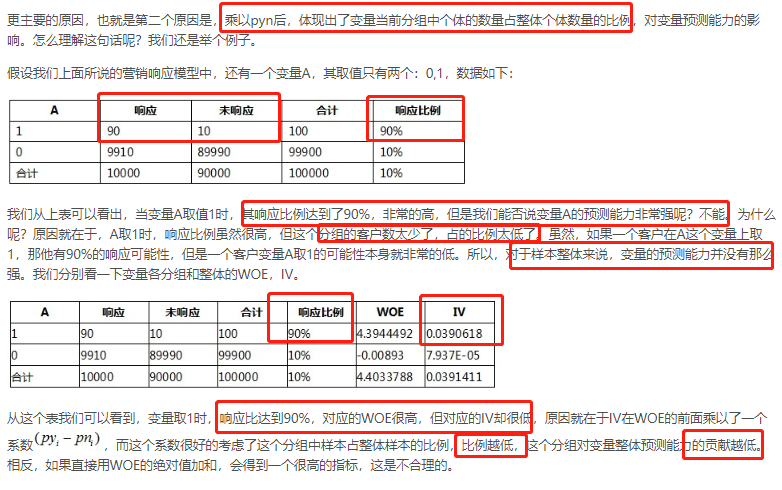 更主要的原因，也就是第二个原因是，乘以pyn后，体现出了变量当前分组中个体的数量占整体个体数量的比例，对变量预测能力的影
响。怎么理解这句话呢？我们还是举个例子。
假设我们上面所说的营销响应模型中，还有一个变量A，其取值只有两个：0,1，数据如下：
A 响应 未响应 合计 响应比例
1 90 10 100 90%
0 9910 89990 99900 10%
合计 10000 90000 100000 10%
我们从上表可以看出，当变量A取值1时，其响应比例达到了90%，非常的高，但是我们能否说变量A的预测能力非常强呢？不能。为什么
呢？原因就在于，A取1时，响应比例虽然很高，但这个分组的客户数太少了，占的比例太低了。虽然，如果一个客户在A这个变量上取
1，那他有90%的响应可能性，但是一个客户变量A取1的可能性本身就非常的低。所以，对于样本整体来说，变量的预测能力并没有那么
强。我们分别看一下变量各分组和整体的WOE，IV。
A 响应 未响应 合计 响应比例 WOE IV
1 90 10 100 90% 4.3944492 0.0390618
0 9910 89990 99900 10% -0.00893 7.937E-05
合计 10000 90000 100000 10% 4.4033788 0.0391411
从这个表我们可以看到，变量取1时，响应比达到90%，对应的WOE很高，但对应的IV却很低，原因就在于IV在WOE的前面乘以了一个
系数(pyᵢ − pnᵢ)，而这个系数很好的考虑了这个分组中样本占整体样本的比例，比例越低，这个分组对变量整体预测能力的贡献越低。
相反，如果直接用WOE的绝对值加和，会得到一个很高的指标，这是不合理的。